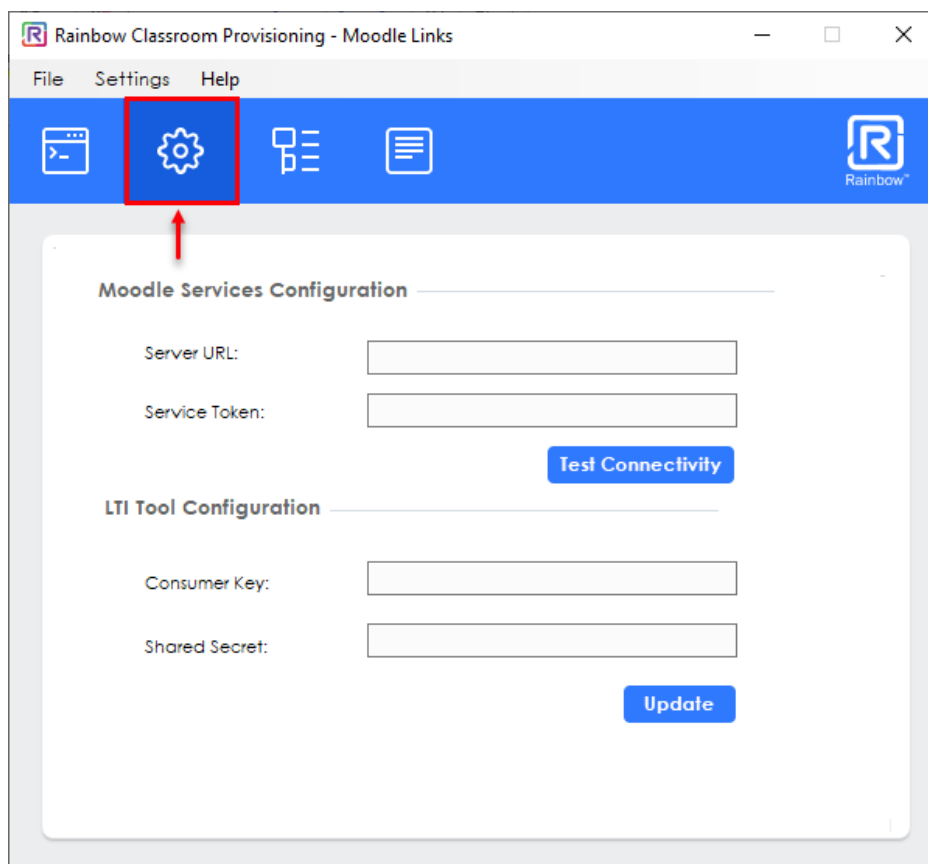 Rainbow Classroom Provisioning - Moodle Links
File Settings Help
Rainbow™
Moodle Services Configuration
Server URL:
Service Token:
Test Connectivity
LTI Tool Configuration
Consumer Key:
Shared Secret:
Update